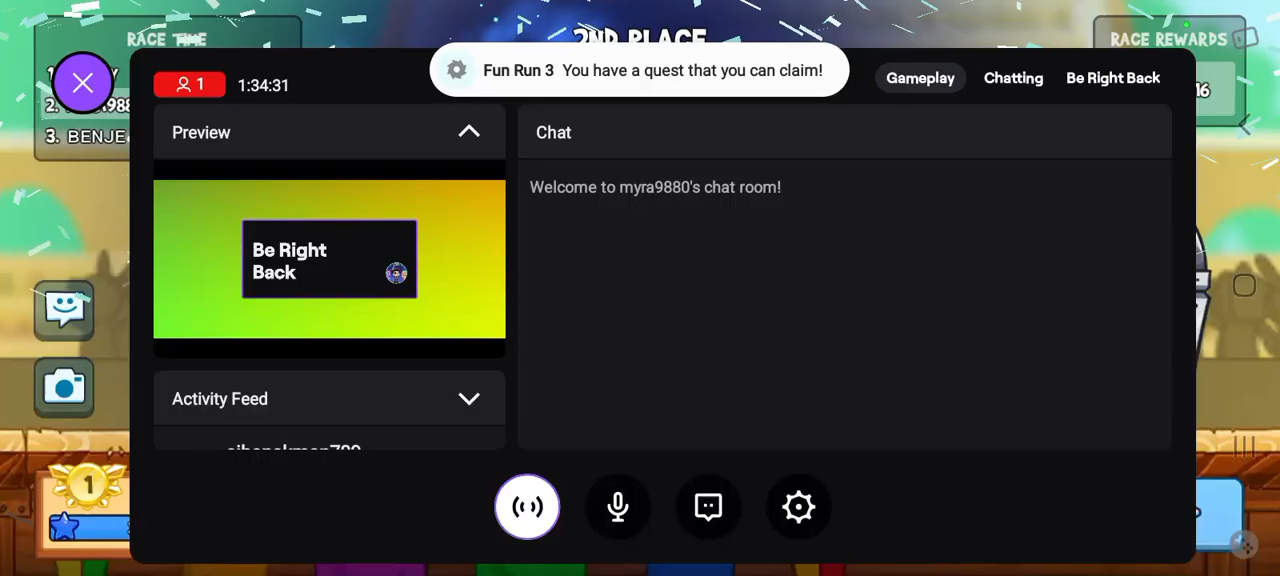 RACE TIME
2ND PLACE
RACE REWARDS
1
1:34:31
Fun Run 3 You have a quest that you can claim!
Gameplay
Chatting
Be Right Back
1.
2.
3. BENJE
Preview
Chat
Welcome to myra9880's chat room!
Be Right
Back
Activity Feed
1